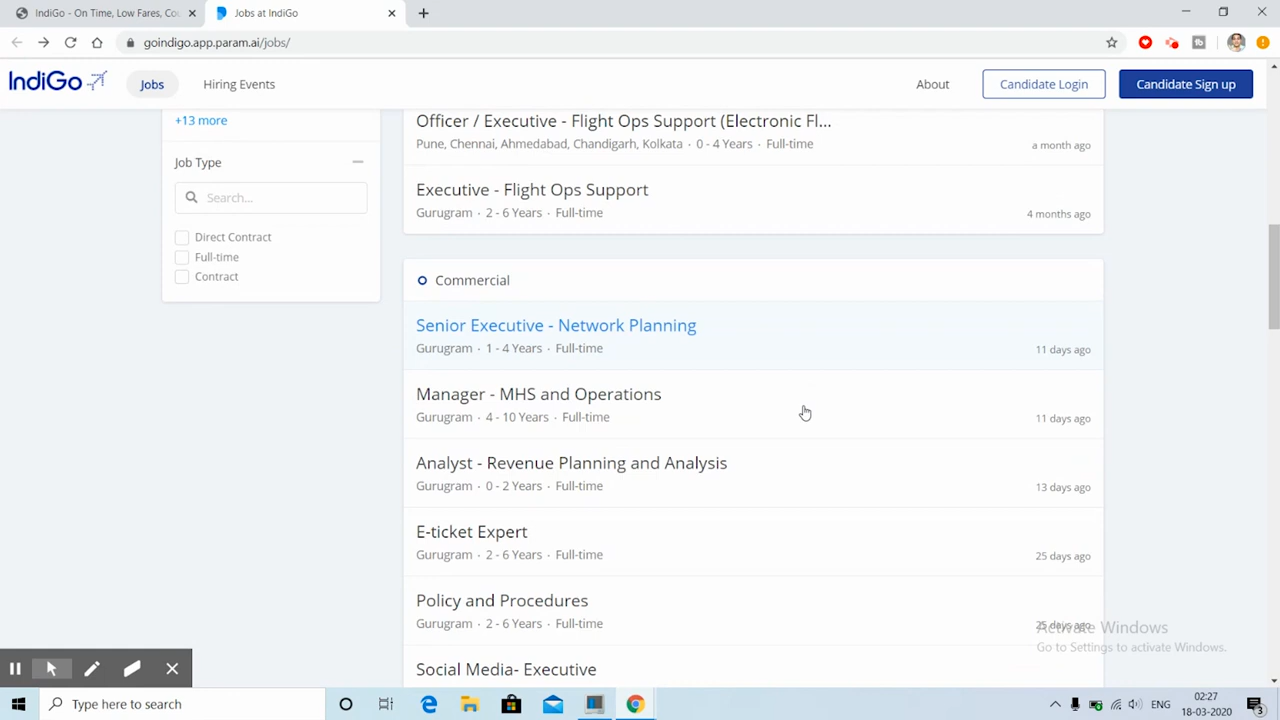 IndiGo - On Time, Low Fares, Cou
Jobs at IndiGo
goindigo.app.param.ai/jobs/
IndiGo
Jobs
Hiring Events
About
Candidate Login
Candidate Sign up
+13 more
Job Type
Search...
Direct Contract
Full-time
Contract
Officer / Executive - Flight Ops Support (Electronic Fl...
Pune, Chennai, Ahmedabad, Chandigarh, Kolkata · 0 - 4 Years · Full-time
a month ago
Executive - Flight Ops Support
Gurugram · 2 - 6 Years · Full-time
4 months ago
Commercial
Senior Executive - Network Planning
Gurugram · 1 - 4 Years · Full-time
11 days ago
Manager - MHS and Operations
Gurugram · 4 - 10 Years · Full-time
11 days ago
Analyst - Revenue Planning and Analysis
Gurugram · 0 - 2 Years · Full-time
13 days ago
E-ticket Expert
Gurugram · 2 - 6 Years · Full-time
25 days ago
Policy and Procedures
Gurugram · 2 - 6 Years · Full-time
25 days ago
Social Media- Executive
Activate Windows
Go to Settings to activate Windows.
Type here to search
ENG
02:27
18-03-2020
3